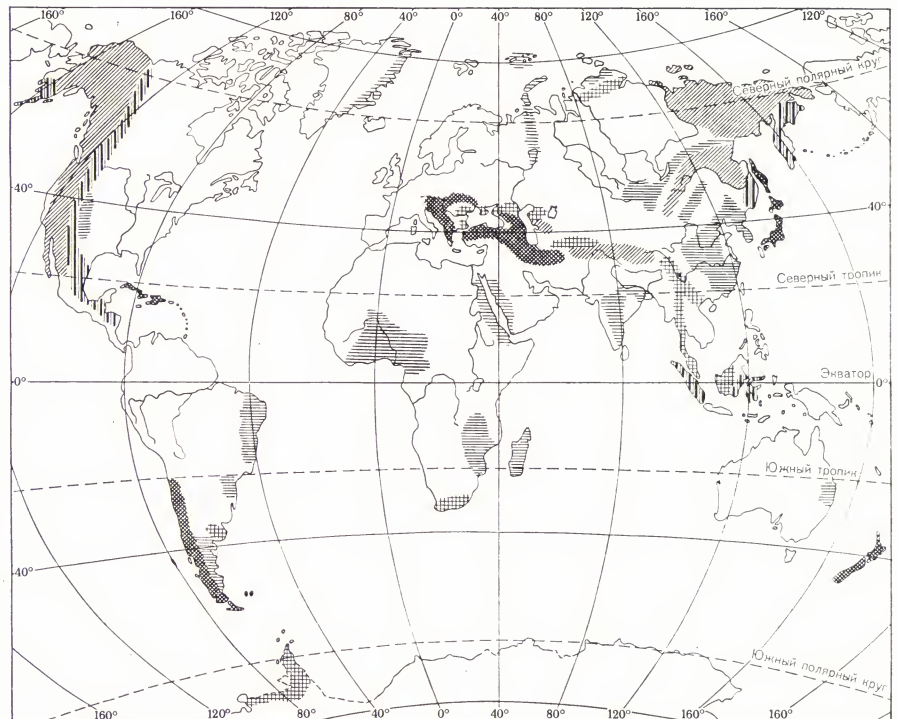 160° 160° 120° 80° 40° 0° 40° 80° 120° 160° 160° 120°
Северный полярный круг
40° 40°
Северный тропик
0° Экватор 0°
Южный тропик
40°
Южный полярный круг
160° 120° 80° 40° 0° 40° 80° 120° 160° 160°